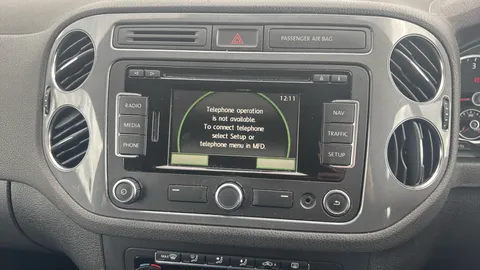 PASSENGER AIR BAG
12:11
RADIO
MEDIA
PHONE
Telephone operation
is not available.
To connect telephone
select Setup or
telephone menu in MFD.
NAV
TRAFFIC
SETUP
MAX